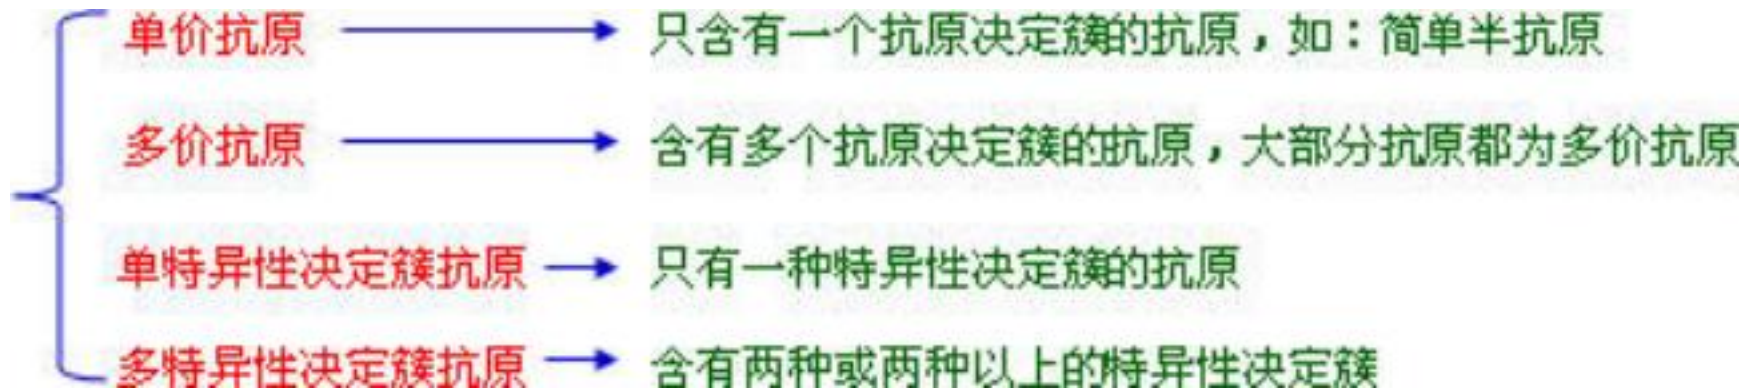 单价抗原 只含有一个抗原决定簇的抗原，如：简单半抗原
多价抗原 含有多个抗原决定簇的抗原，大部分抗原都为多价抗原
单特异性决定簇抗原 只有一种特异性决定簇的抗原
多特异性决定簇抗原 含有两种或两种以上的特异性决定簇